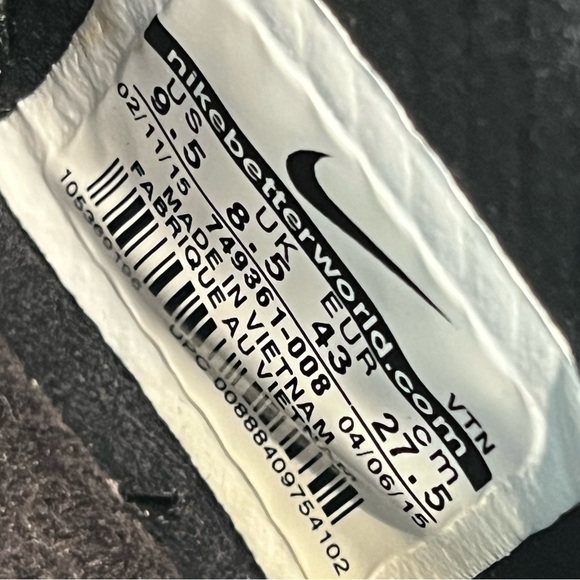 nikebetterworld.com
VTN
US UK EUR cm
9.5 8.5 43 27.5
02/11/15 749361-008 04/06/15
MADE IN VIETNAM
FABRIQUE AU
UPC 00888409754102